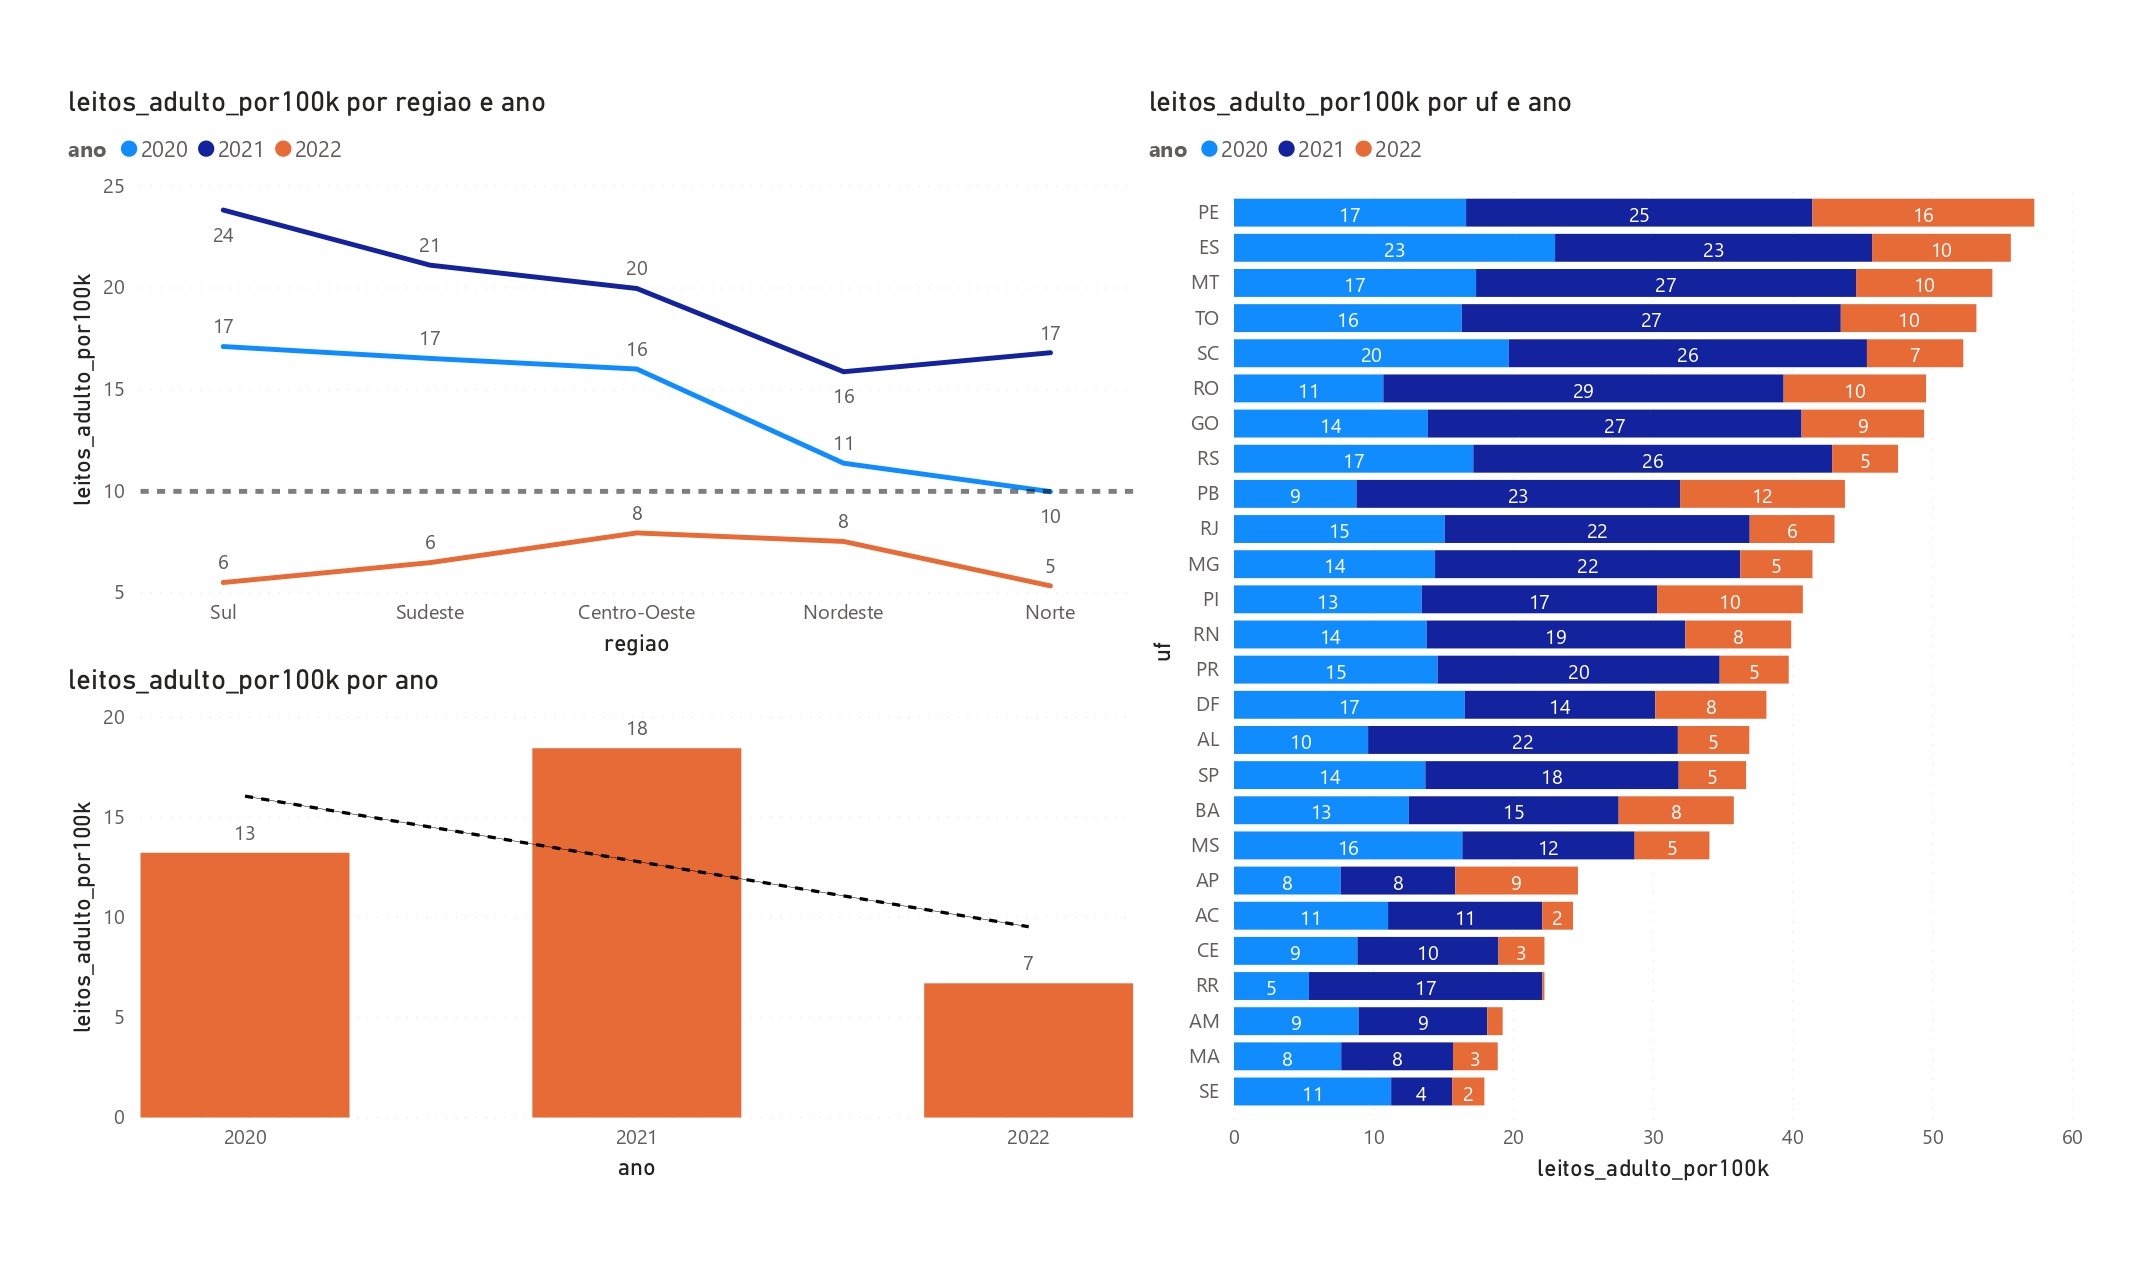 leitos_adulto_por100k por regiao e ano
ano 2020 2021 2022
leitos_adulto_por100k
25
20
15
10
5
24 21 20 16 17
17 17 16 11 10
6 6 8 8 5
Sul Sudeste Centro-Oeste Nordeste Norte
regiao
leitos_adulto_por100k por ano
leitos_adulto_por100k
20
15
10
5
0
13 18 7
2020 2021 2022
ano
leitos_adulto_por100k por uf e ano
ano 2020 2021 2022
uf
PE 17 25 16
ES 23 23 10
MT 17 27 10
TO 16 27 10
SC 20 26 7
RO 11 29 10
GO 14 27 9
RS 17 26 5
PB 9 23 12
RJ 15 22 6
MG 14 22 5
PI 13 17 10
RN 14 19 8
PR 15 20 5
DF 17 14 8
AL 10 22 5
SP 14 18 5
BA 13 15 8
MS 16 12 5
AP 8 8 9
AC 11 11 2
CE 9 10 3
RR 5 17
AM 9 9
MA 8 8 3
SE 11 4 2
0 10 20 30 40 50 60
leitos_adulto_por100k